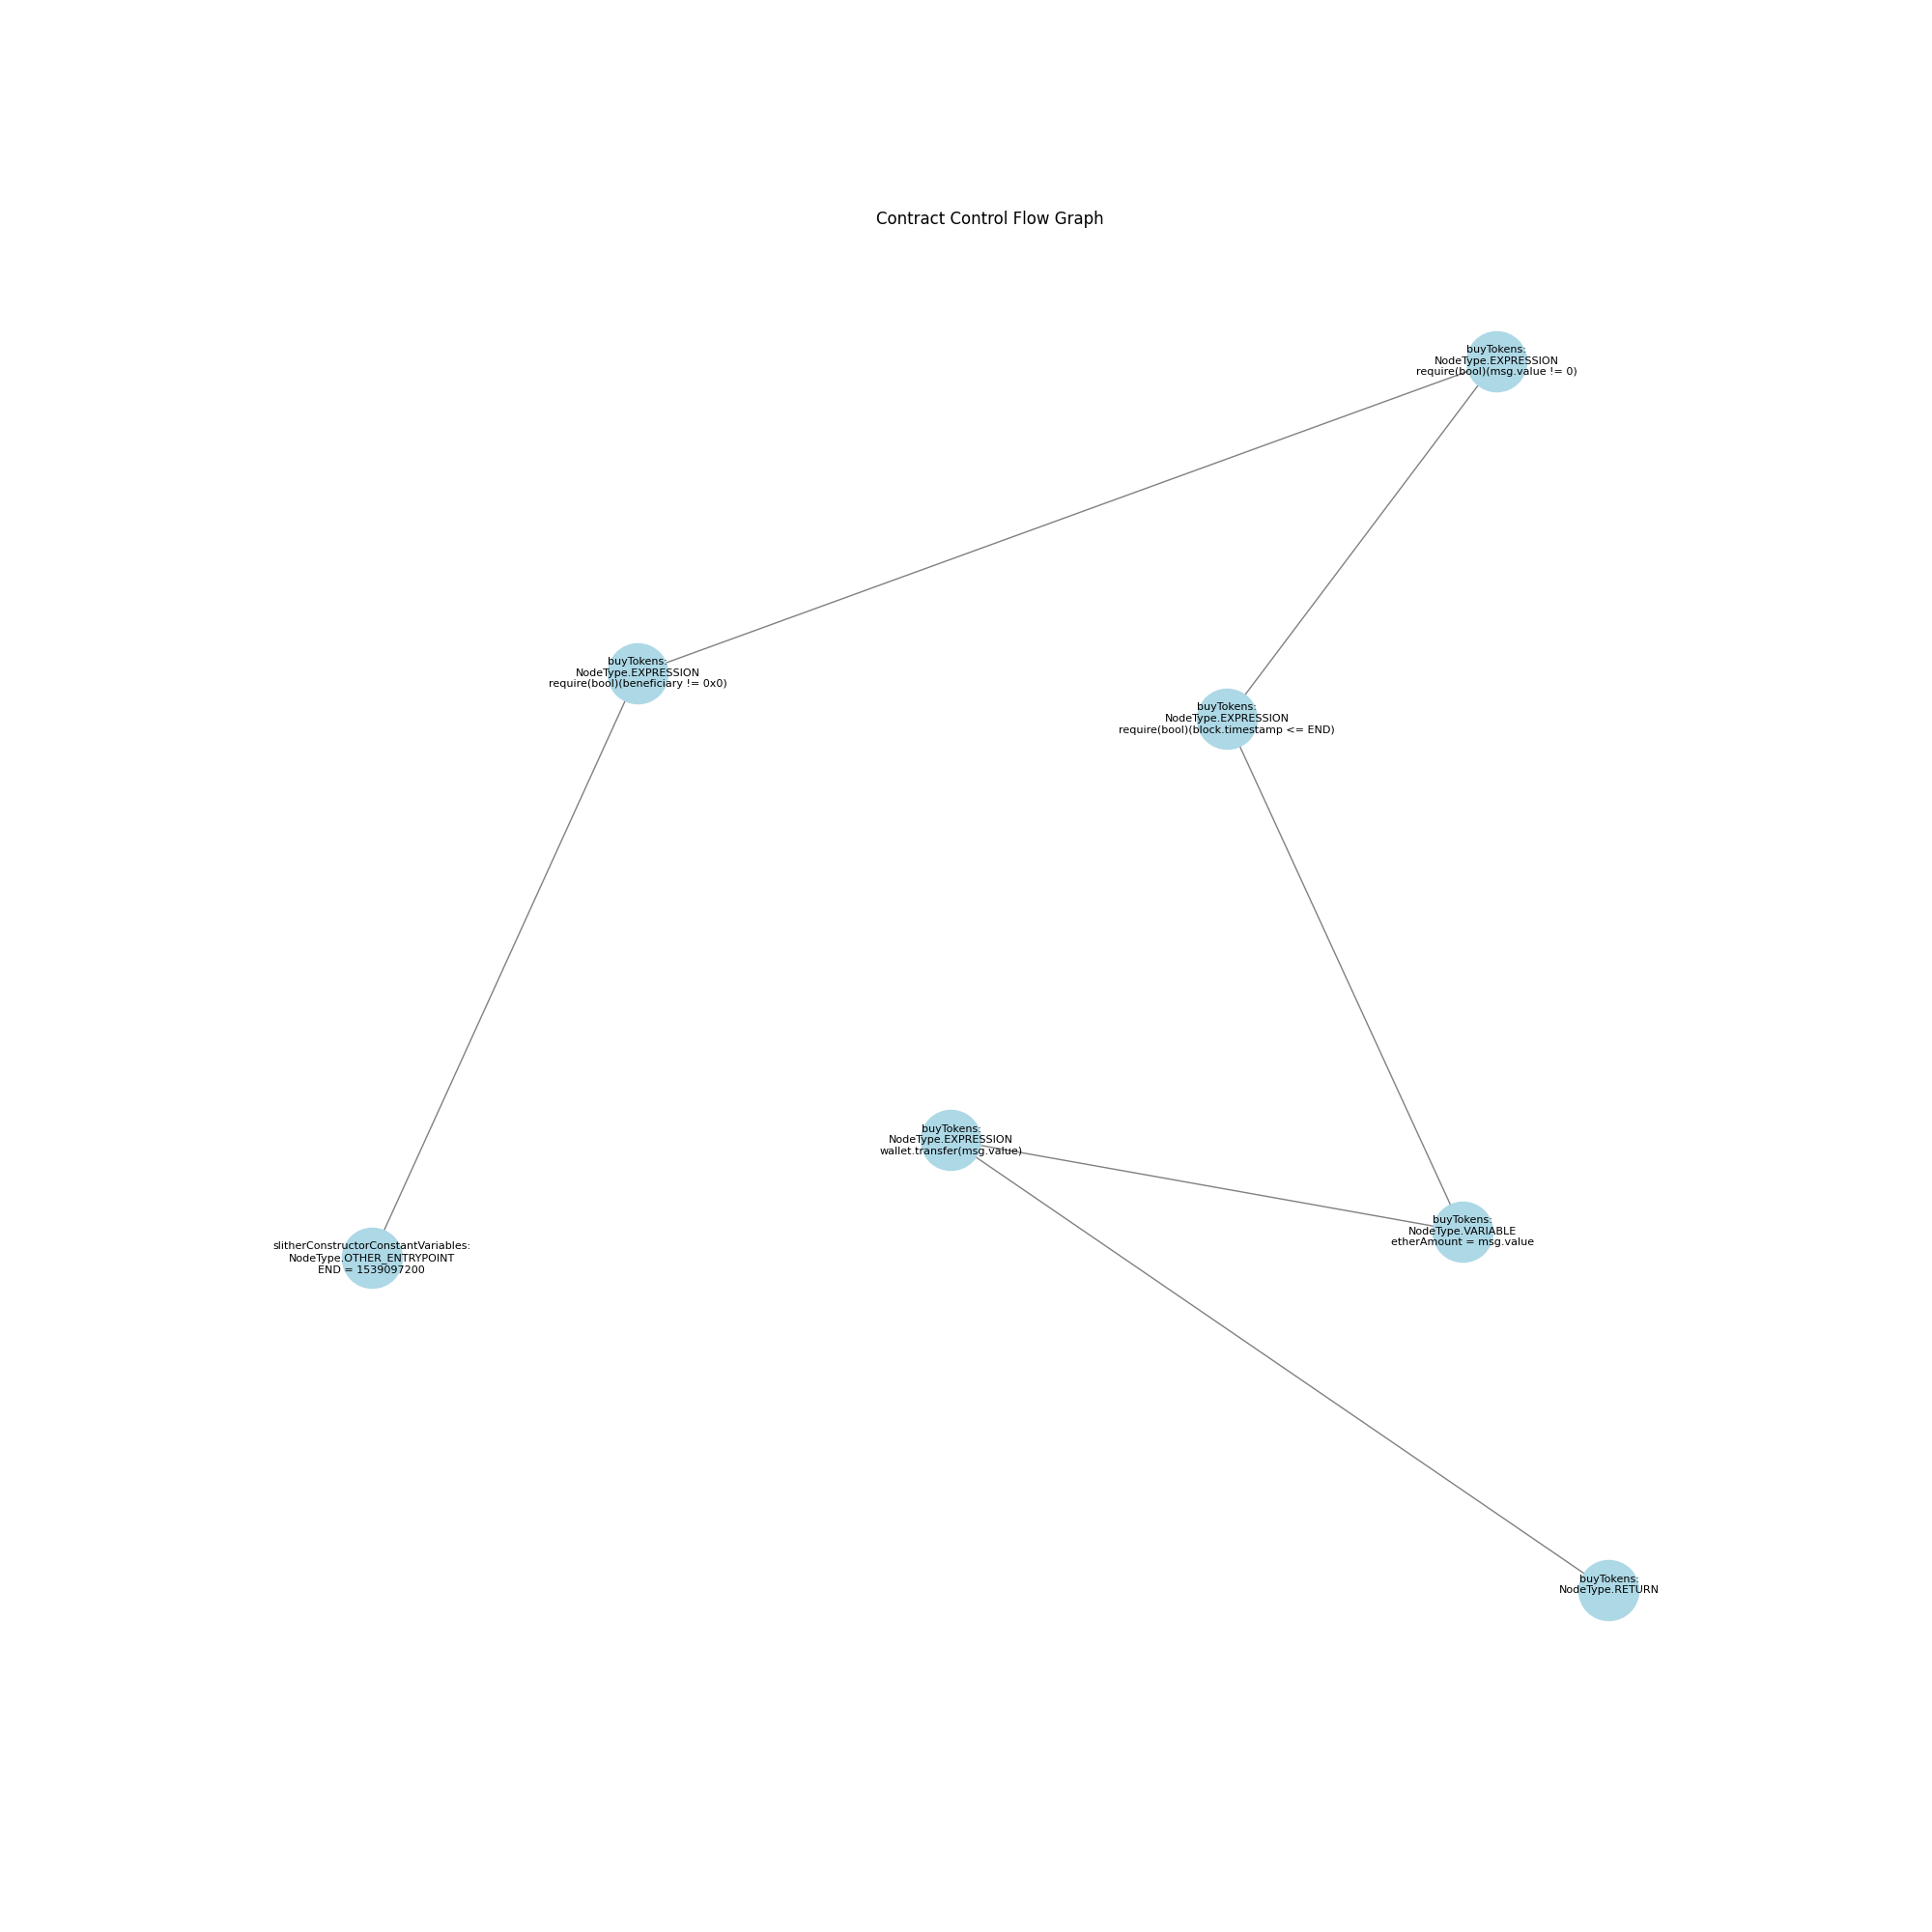 Contract Control Flow Graph
buyTokens:
NodeType.EXPRESSION
require(bool)(msg.value != 0)
buyTokens:
NodeType.EXPRESSION
require(bool)(beneficiary != 0x0)
buyTokens:
NodeType.EXPRESSION
require(bool)(block.timestamp <= END)
buyTokens:
NodeType.EXPRESSION
wallet.transfer(msg.value)
buyTokens:
NodeType.VARIABLE
etherAmount = msg.value
slitherConstructorConstantVariables:
NodeType.OTHER_ENTRYPOINT
END = 1539097200
buyTokens:
NodeType.RETURN